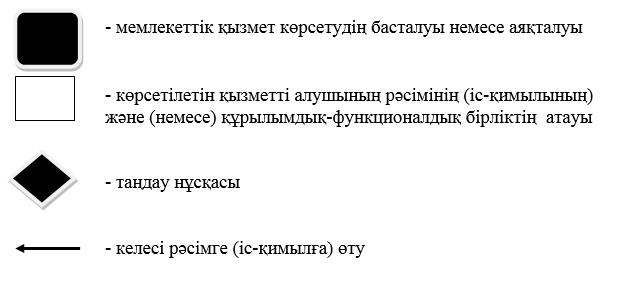 - мемлекеттік қызмет көрсетудің басталуы немесе аяқталуы
- көрсетілетін қызметті алушының рәсімінің (іс-қимылының)
және (немесе) құрылымдық-функционалдық бірліктің атауы
- таңдау нұсқасы
- келесі рәсімге (іс-қимылға) өту